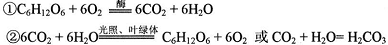 ①C₆H₁₂O₆ + 6O₂ 酶═ 6CO₂ + 6H₂O
②6CO₂ + 6H₂O 光照、叶绿体═ C₆H₁₂O₆ + 6O₂ 或 CO₂ + H₂O= H₂CO₃